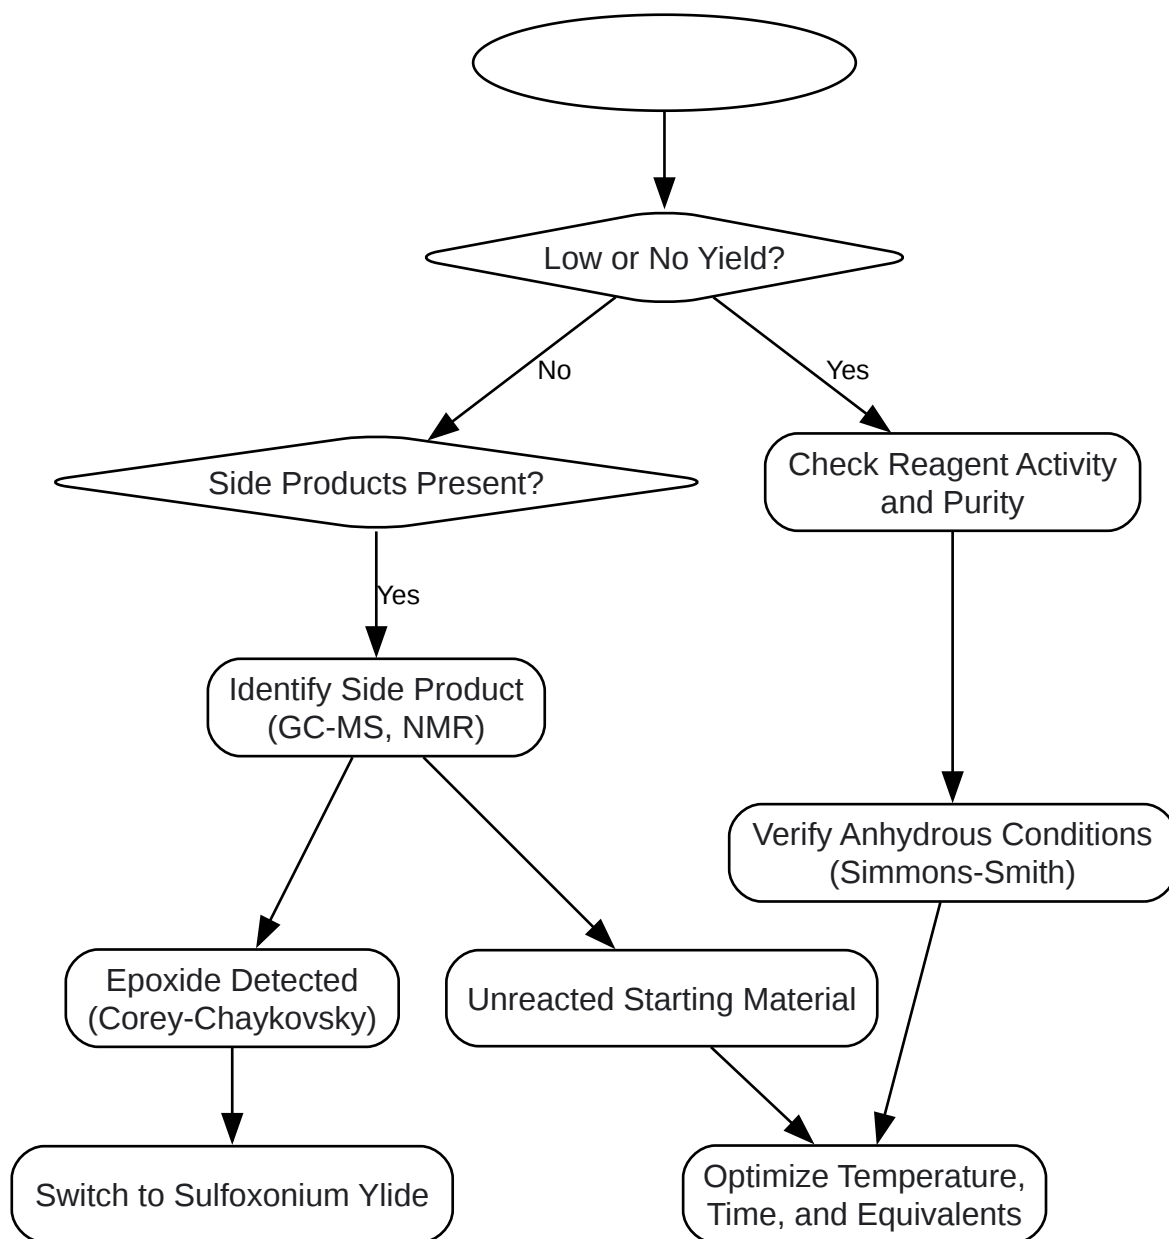 Low or No Yield?
No
Yes
Side Products Present?
Check Reagent Activity
and Purity
Yes
Identify Side Product
(GC-MS, NMR)
Verify Anhydrous Conditions
(Simmons-Smith)
Epoxide Detected
(Corey-Chaykovsky)
Unreacted Starting Material
Switch to Sulfoxonium Ylide
Optimize Temperature,
Time, and Equivalents